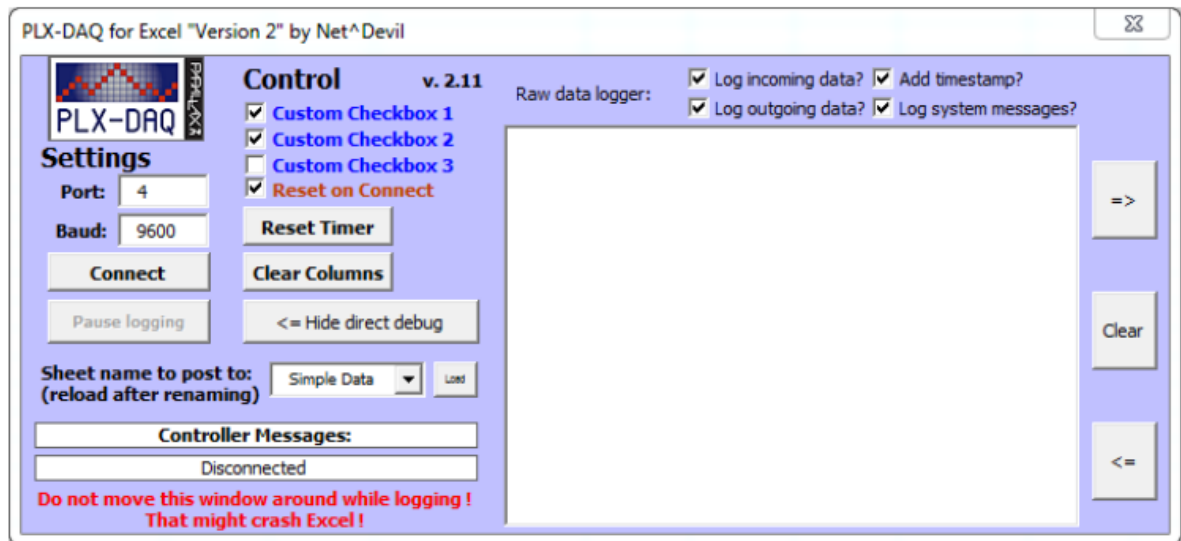 PLX-DAQ for Excel "Version 2" by Net^Devil
PARALLAX
PLX-DAQ
Control v. 2.11
Custom Checkbox 1
Custom Checkbox 2
Custom Checkbox 3
Reset on Connect
Settings
Port: 4
Baud: 9600
Reset Timer
Connect
Clear Columns
Pause logging
<= Hide direct debug
Sheet name to post to:
(reload after renaming)
Simple Data
Load
Controller Messages:
Disconnected
Do not move this window around while logging !
That might crash Excel !
Raw data logger:
Log incoming data? Add timestamp?
Log outgoing data? Log system messages?
=>
Clear
<=